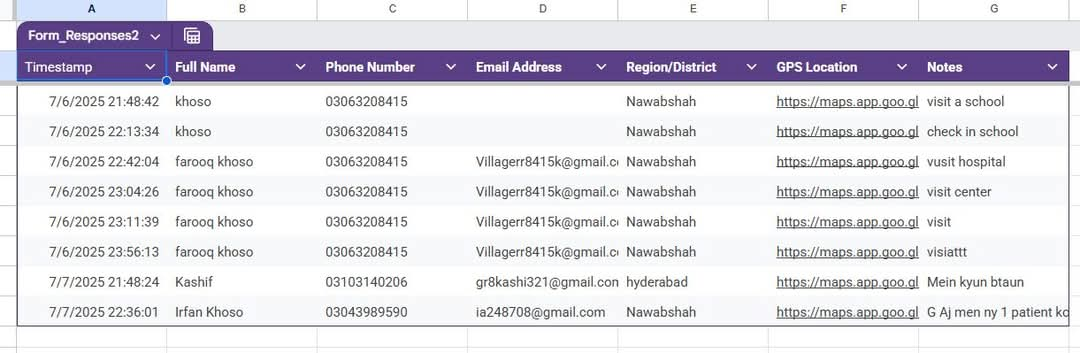 A B C D E F G
Form_Responses2
Timestamp Full Name Phone Number Email Address Region/District GPS Location Notes
7/6/2025 21:48:42 khoso 03063208415 Nawabshah https://maps.app.goo.gl visit a school
7/6/2025 22:13:34 khoso 03063208415 Nawabshah https://maps.app.goo.gl check in school
7/6/2025 22:42:04 farooq khoso 03063208415 Villagerr8415k@gmail.co Nawabshah https://maps.app.goo.gl vusit hospital
7/6/2025 23:04:26 farooq khoso 03063208415 Villagerr8415k@gmail.co Nawabshah https://maps.app.goo.gl visit center
7/6/2025 23:11:39 farooq khoso 03063208415 Villagerr8415k@gmail.co Nawabshah https://maps.app.goo.gl visit
7/6/2025 23:56:13 farooq khoso 03063208415 Villagerr8415k@gmail.co Nawabshah https://maps.app.goo.gl visiattt
7/7/2025 21:48:24 Kashif 03103140206 gr8kashi321@gmail.com hyderabad https://maps.app.goo.gl Mein kyun btaun
7/7/2025 22:36:01 Irfan Khoso 03043989590 ia248708@gmail.com Nawabshah https://maps.app.goo.gl G Aj men ny 1 patient ko